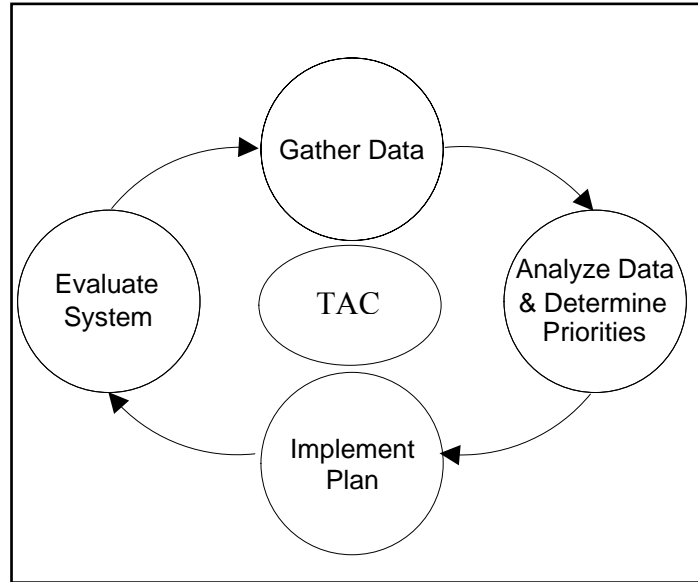 Gather Data
Analyze Data
& Determine
Priorities
Evaluate
System
TAC
Implement
Plan